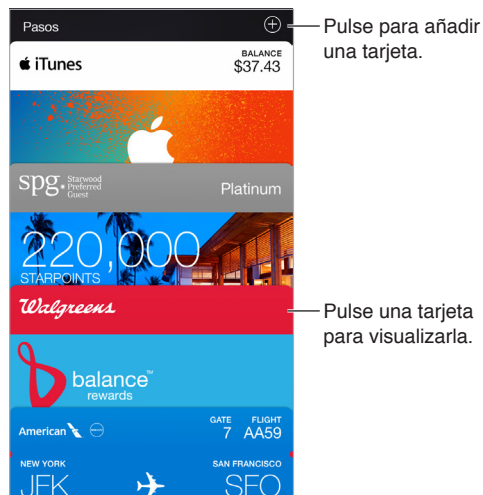 Pasos
Pulse para añadir
una tarjeta.
iTunes
BALANCE
$37.43
spg.
Starwood
Preferred
Guest
Platinum
220,000
STARPOINTS
Walgreens
Pulse una tarjeta
para visualizarla.
balance™
rewards
American
GATE
7
FLIGHT
AA59
NEW YORK
JFK
SAN FRANCISCO
SFO